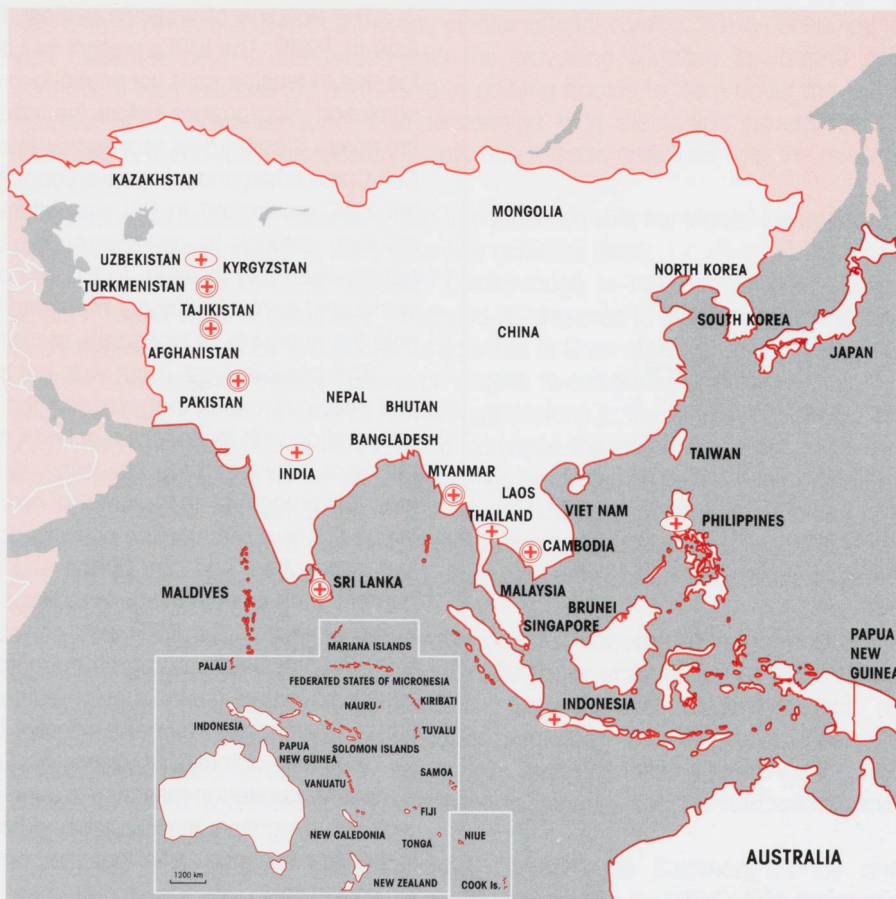 KAZAKHSTAN
MONGOLIA
UZBEKISTAN
KYRGYZSTAN
NORTH KOREA
TURKMENISTAN
TAJIKISTAN
SOUTH KOREA
CHINA
JAPAN
AFGHANISTAN
PAKISTAN
NEPAL
BHUTAN
BANGLADESH
TAIWAN
INDIA
MYANMAR
LAOS
THAILAND
VIET NAM
PHILIPPINES
CAMBODIA
SRI LANKA
MALDIVES
MALAYSIA
BRUNEI
SINGAPORE
PAPUA
NEW
GUINEA
INDONESIA
MARIANA ISLANDS
PALAU
FEDERATED STATES OF MICRONESIA
NAURU
KIRIBATI
INDONESIA
TUVALU
PAPUA
NEW GUINEA
SOLOMON ISLANDS
VANUATU
SAMOA
FIJI
NEW CALEDONIA
TONGA
NIUE
NEW ZEALAND
COOK Is.
1200 km
AUSTRALIA